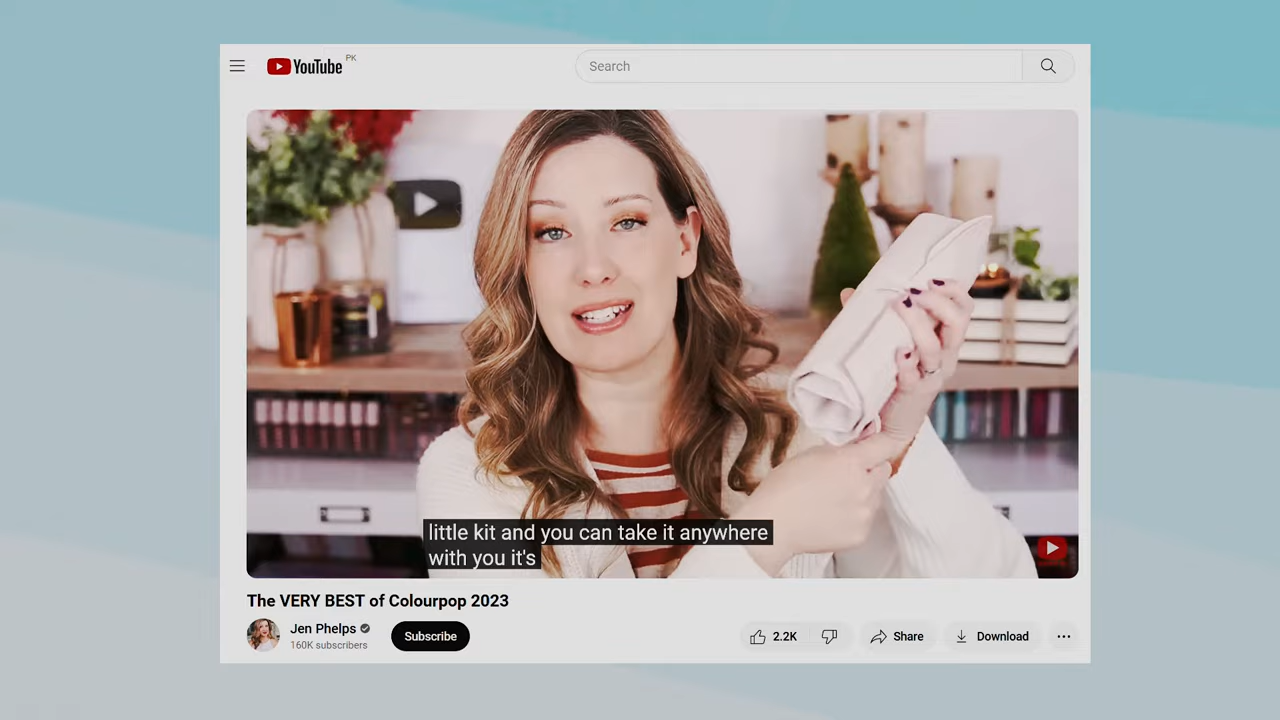 YouTube PK
Search
little kit and you can take it anywhere
with you it's
The VERY BEST of Colourpop 2023
Jen Phelps
160K subscribers
Subscribe
2.2K
Share
Download